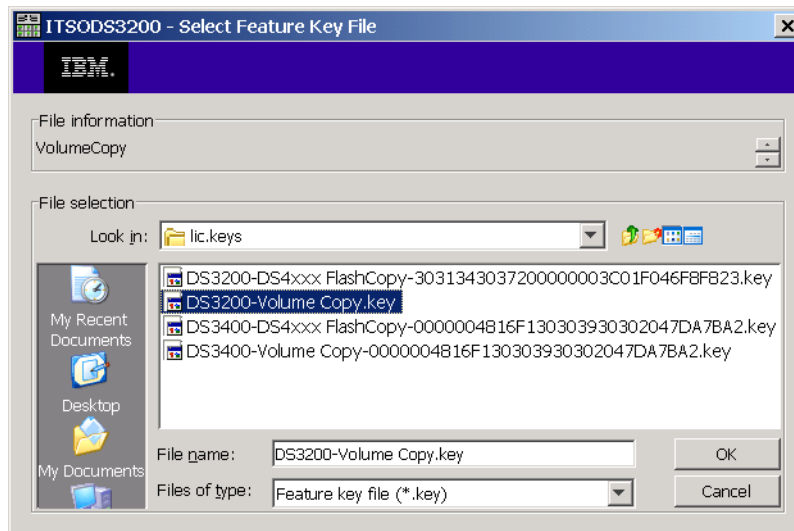 ITSODS3200 - Select Feature Key File
IBM.
File information
VolumeCopy
File selection
Look in: lic.keys
DS3200-DS4xxx FlashCopy-3031343037200000003C01F046F8F823.key
DS3200-Volume Copy.key
DS3400-DS4xxx FlashCopy-0000004816F130303930302047DA7BA2.key
DS3400-Volume Copy-0000004816F130303930302047DA7BA2.key
My Recent
Documents
Desktop
My Documents
File name: DS3200-Volume Copy.key OK
Files of type: Feature key file (*.key) Cancel